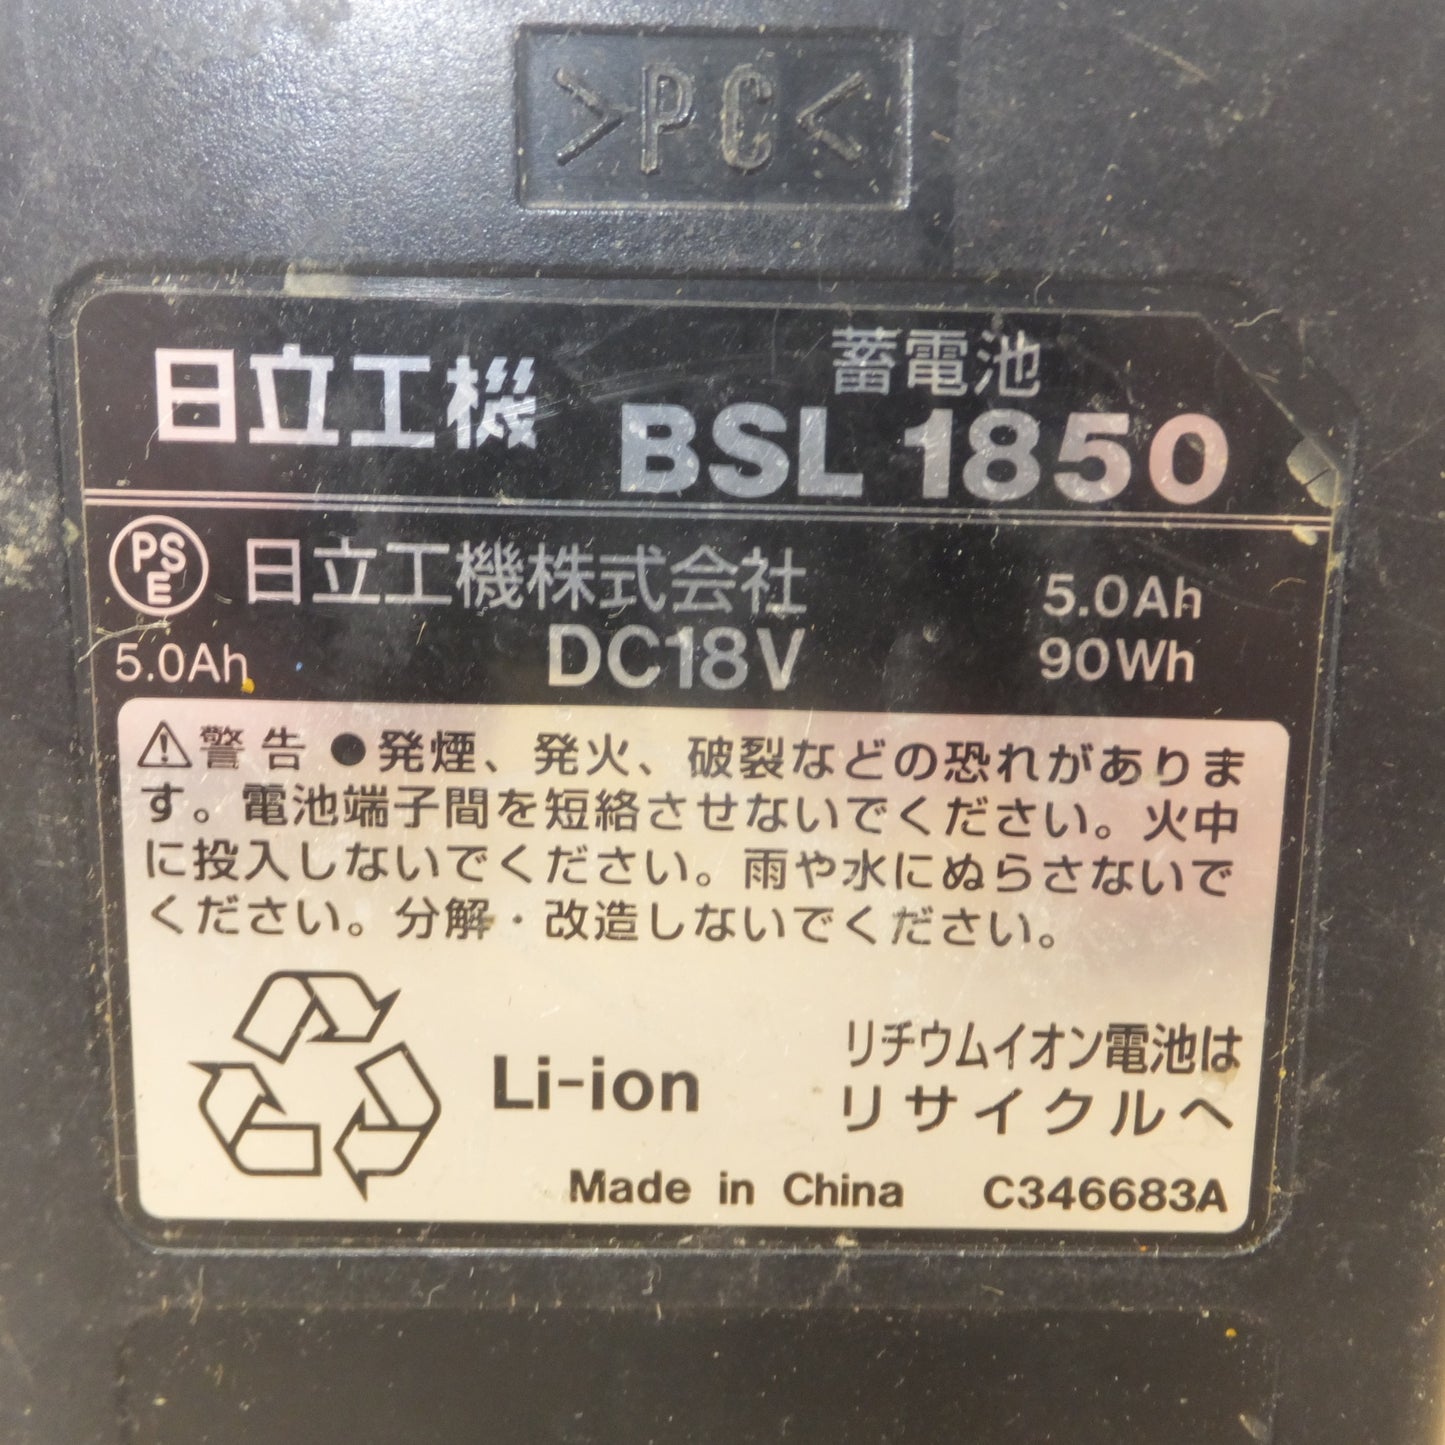 >PC<
日立工機
蓄電池
BSL 1850
PSE 日立工機株式会社 5.0Ah
5.0Ah DC18V 90Wh
⚠警告 ●発煙、発火、破裂などの恐れがありま
す。電池端子間を短絡させないでください。火中
に投入しないでください。雨や水にぬらさないで
ください。分解・改造しないでください。
リチウムイオン電池は
Li-ion リサイクルへ
Made in China C346683A